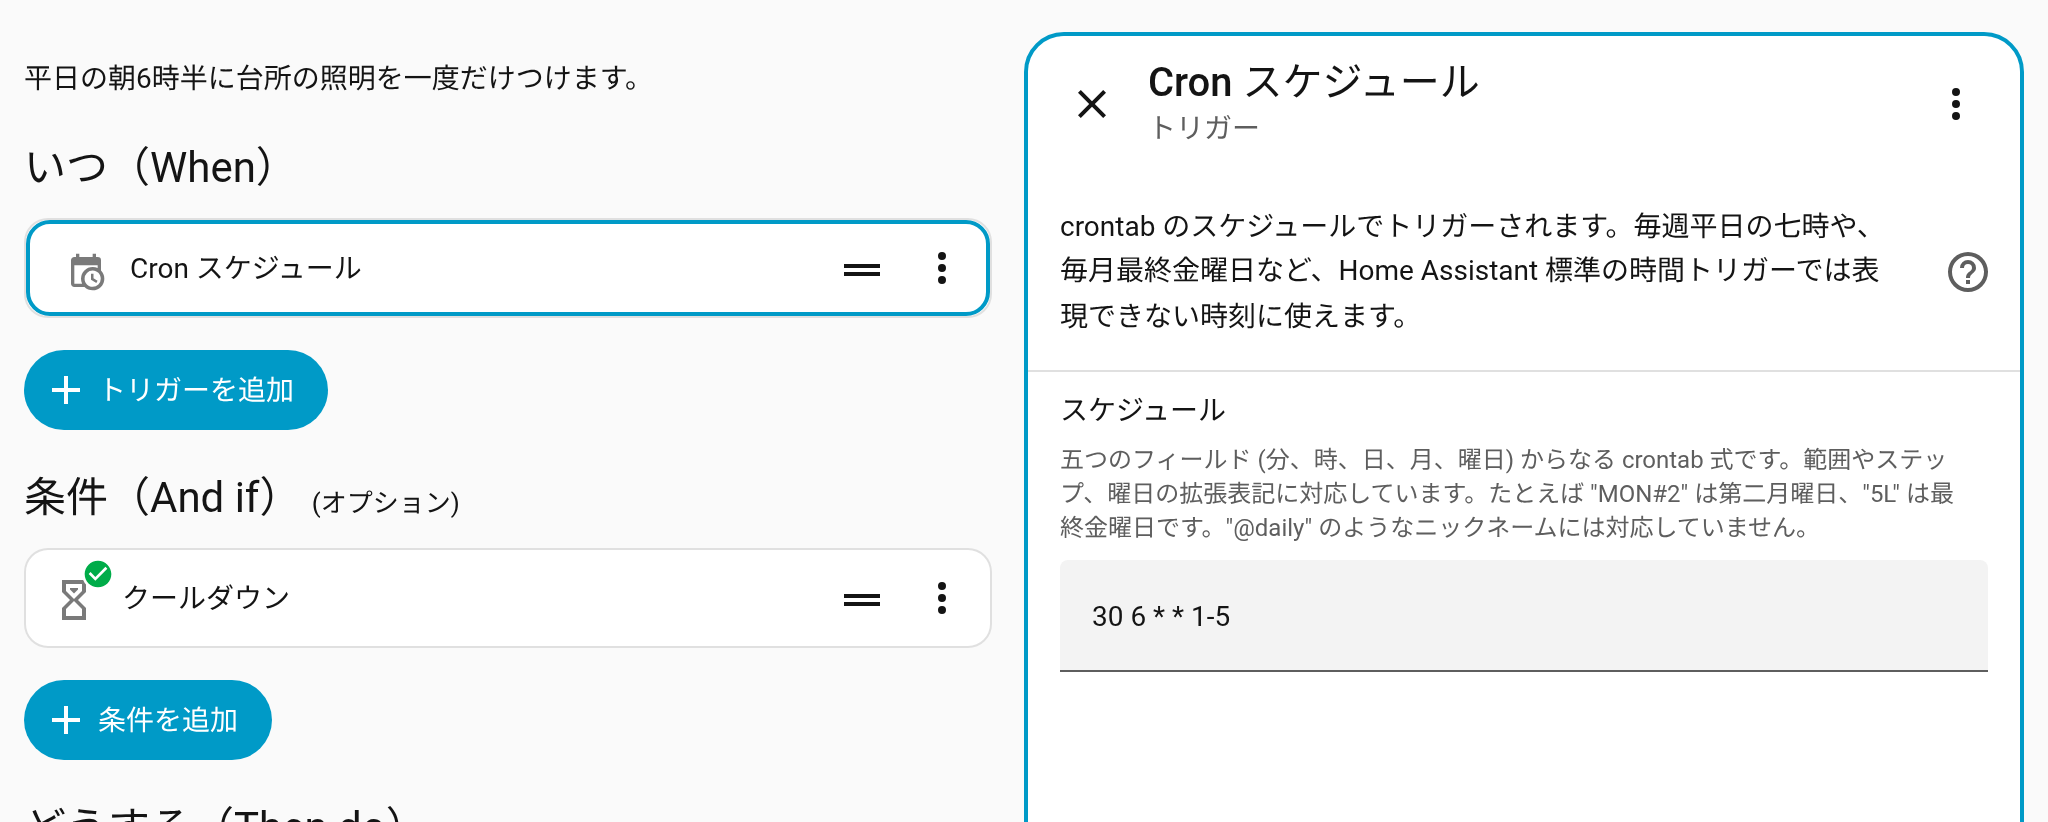 平日の朝6時半に台所の照明を一度だけつけます。
いつ（When）
Cron スケジュール
トリガーを追加
条件（And if） (オプション)
クールダウン
条件を追加
どうする（Then do）
Cron スケジュール
トリガー
crontab のスケジュールでトリガーされます。毎週平日の七時や、
毎月最終金曜日など、Home Assistant 標準の時間トリガーでは表
現できない時刻に使えます。
スケジュール
五つのフィールド (分、時、日、月、曜日) からなる crontab 式です。範囲やステッ
プ、曜日の拡張表記に対応しています。たとえば "MON#2" は第二月曜日、"5L" は最
終金曜日です。"@daily" のようなニックネームには対応していません。
30 6 * * 1-5